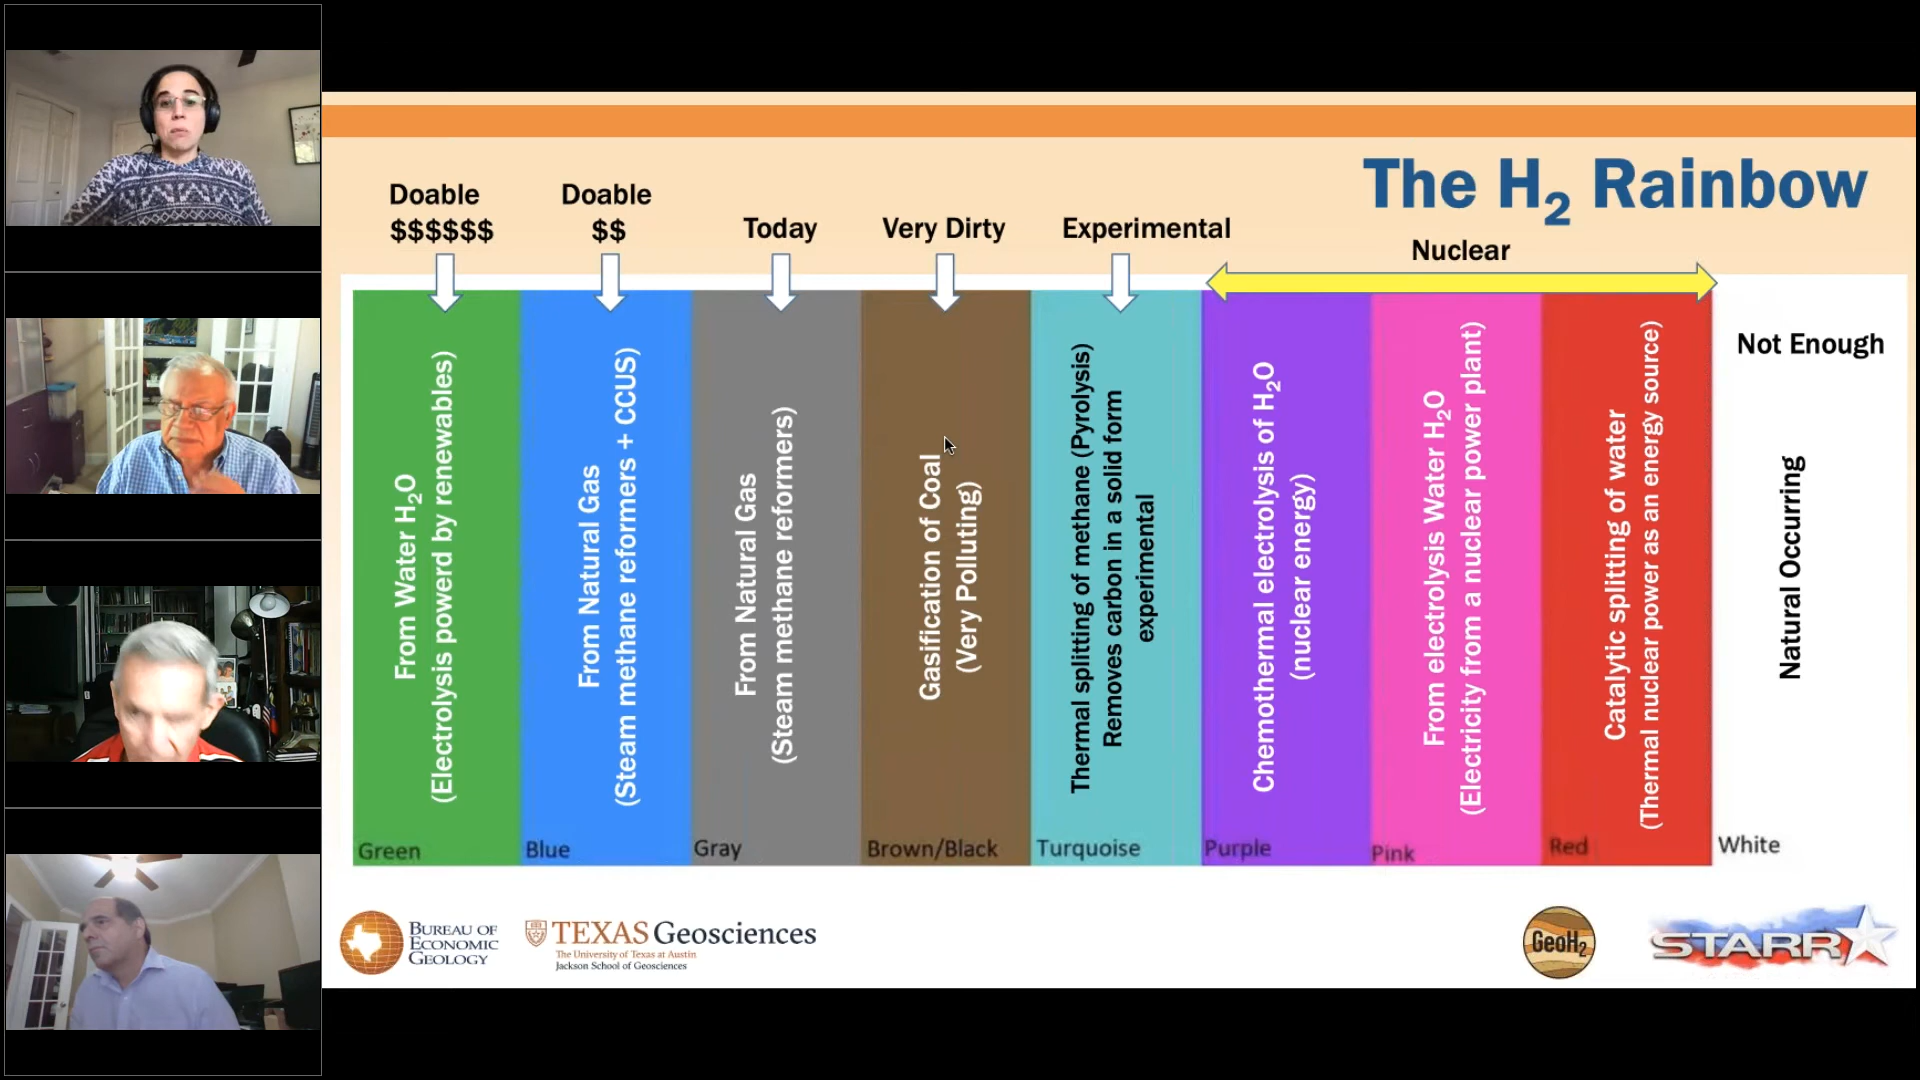 The H2 Rainbow
Doable
$$$$$$
Doable
$$
Today
Very Dirty
Experimental
Nuclear
From Water H2O
(Electrolysis powerd by renewables)
Green
From Natural Gas
(Steam methane reformers + CCUS)
Blue
From Natural Gas
(Steam methane reformers)
Gray
Gasification of Coal
(Very Polluting)
Brown/Black
Thermal splitting of methane (Pyrolysis)
Removes carbon in a solid form
experimental
Turquoise
Chemothermal electrolysis of H2O
(nuclear energy)
Purple
From electrolysis Water H2O
(Electricity from a nuclear power plant)
Pink
Catalytic splitting of water
(Thermal nuclear power as an energy source)
Red
Not Enough
Natural Occurring
White
BUREAU OF
ECONOMIC
GEOLOGY
TEXAS Geosciences
The University of Texas at Austin
Jackson School of Geosciences
GeoH2
STARR